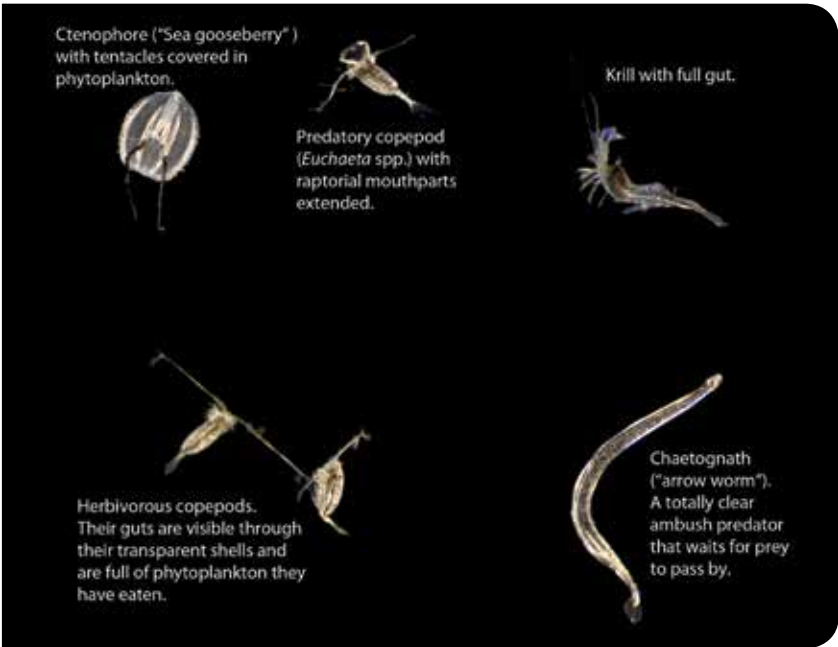 Ctenophore ("Sea gooseberry" )
with tentacles covered in
phytoplankton.
Predatory copepod
(Euchaeta spp.) with
raptorial mouthparts
extended.
Krill with full gut.
Herbivorous copepods.
Their guts are visible through
their transparent shells and
are full of phytoplankton they
have eaten.
Chaetognath
("arrow worm").
A totally clear
ambush predator
that waits for prey
to pass by.